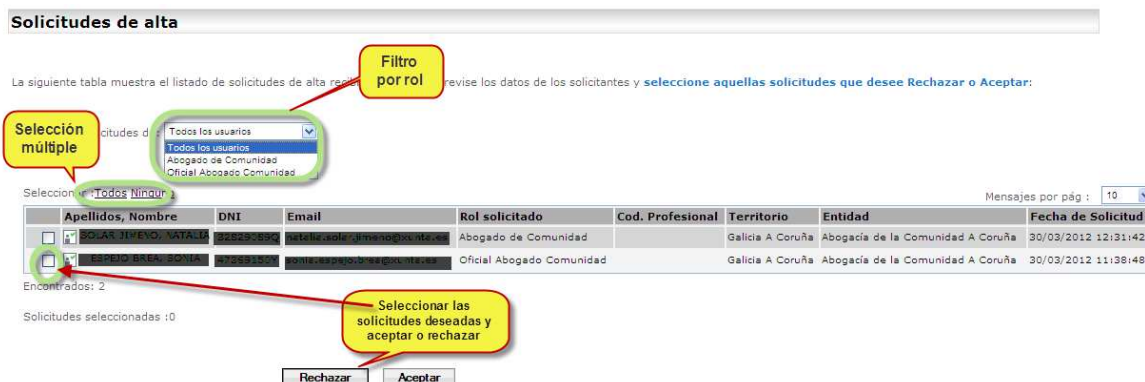 Solicitudes de alta
Filtro
por rol
La siguiente tabla muestra el listado de solicitudes de alta revise los datos de los solicitantes y seleccione aquellas solicitudes que desee Rechazar o Aceptar:
Selección
múltiple
Todos los usuarios
Todos los usuarios
Abogado de Comunidad
Oficial Abogado Comunidad
Seleccionar :Todos Ninguno
Mensajes por pág : 10
Apellidos, Nombre DNI Email Rol solicitado Cod. Profesional Territorio Entidad Fecha de Solicitud
Abogado de Comunidad Galicia A Coruña Abogacía de la Comunidad A Coruña 30/03/2012 12:31:42
Oficial Abogado Comunidad Galicia A Coruña Abogacía de la Comunidad A Coruña 30/03/2012 11:38:48
Encontrados: 2
Solicitudes seleccionadas :0
Seleccionar las
solicitudes deseadas y
aceptar o rechazar
Rechazar Aceptar